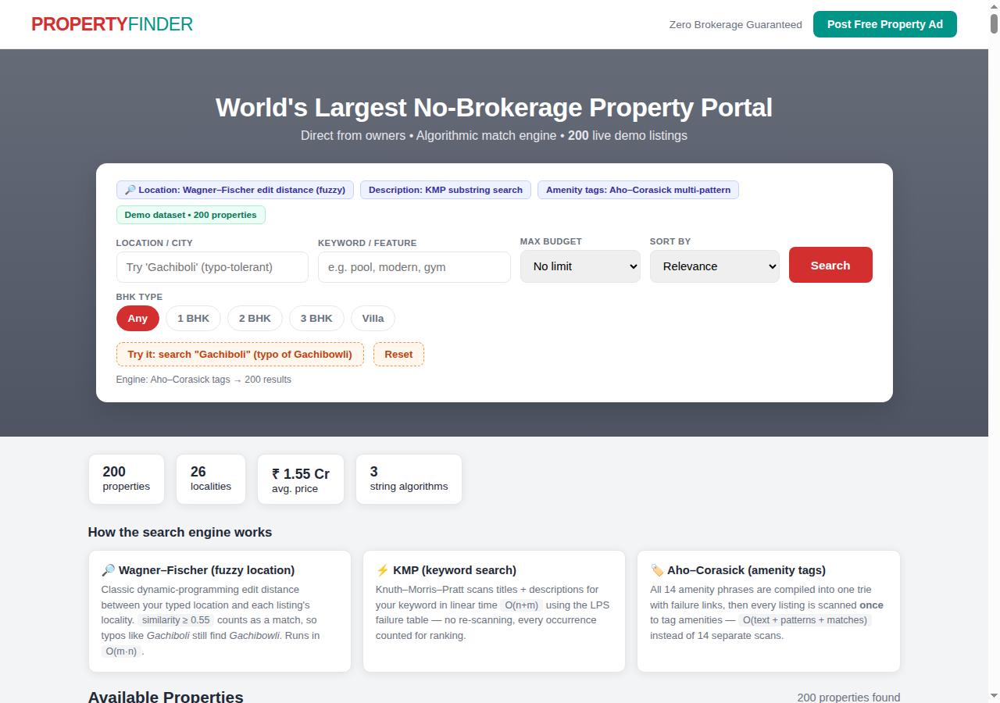 PROPERTYFINDER
Zero Brokerage Guaranteed
Post Free Property Ad
World's Largest No-Brokerage Property Portal
Direct from owners • Algorithmic match engine • 200 live demo listings
🔎 Location: Wagner–Fischer edit distance (fuzzy)
Description: KMP substring search
Amenity tags: Aho–Corasick multi-pattern
Demo dataset • 200 properties
LOCATION / CITY
KEYWORD / FEATURE
MAX BUDGET
SORT BY
Try 'Gachiboli' (typo-tolerant)
e.g. pool, modern, gym
No limit
Relevance
Search
BHK TYPE
Any
1 BHK
2 BHK
3 BHK
Villa
Try it: search "Gachiboli" (typo of Gachibowli)
Reset
Engine: Aho–Corasick tags → 200 results
200
properties
26
localities
₹ 1.55 Cr
avg. price
3
string algorithms
How the search engine works
🔎 Wagner–Fischer (fuzzy location)
Classic dynamic-programming edit distance
between your typed location and each listing's
locality. similarity ≥ 0.55 counts as a match, so
typos like Gachiboli still find Gachibowli. Runs in
O(m·n).
⚡ KMP (keyword search)
Knuth–Morris–Pratt scans titles + descriptions for
your keyword in linear time O(n+m) using the LPS
failure table — no re-scanning, every occurrence
counted for ranking.
🏷️ Aho–Corasick (amenity tags)
All 14 amenity phrases are compiled into one trie
with failure links, then every listing is scanned once
to tag amenities — O(text + patterns + matches)
instead of 14 separate scans.
Available Properties
200 properties found